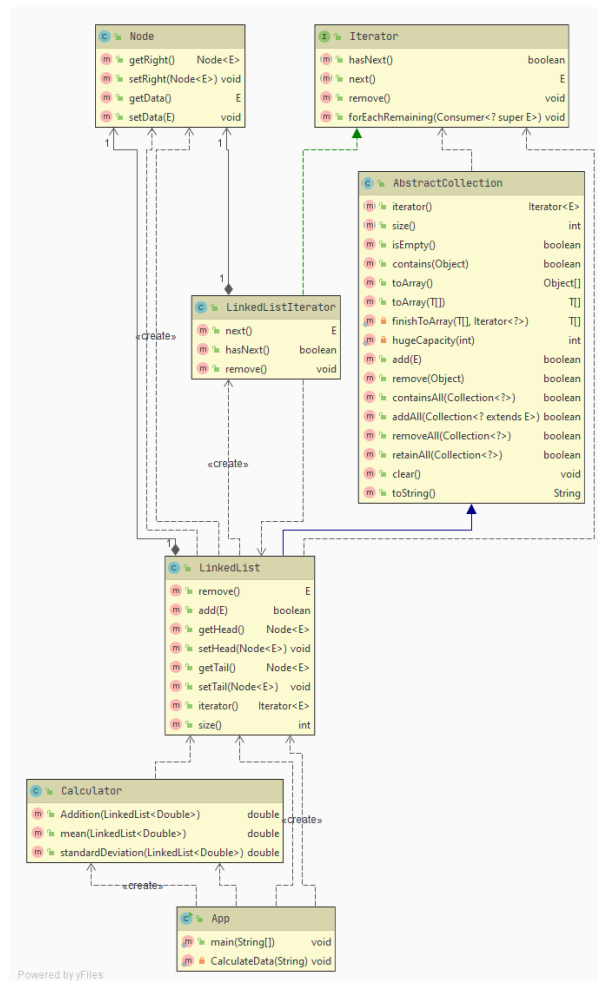 Node
getRight() Node<E>
setRight(Node<E>) void
getData() E
setData(E) void
Iterator
hasNext() boolean
next() E
remove() void
forEachRemaining(Consumer<? super E>) void
1
1
AbstractCollection
iterator() Iterator<E>
size() int
isEmpty() boolean
contains(Object) boolean
toArray() Object[]
toArray(T[]) T[]
finishToArray(T[], Iterator<?>) T[]
hugeCapacity(int) int
add(E) boolean
remove(Object) boolean
containsAll(Collection<?>) boolean
addAll(Collection<? extends E>) boolean
removeAll(Collection<?>) boolean
retainAll(Collection<?>) boolean
clear() void
toString() String
1
LinkedListIterator
next() E
hasNext() boolean
remove() void
«create»
«create»
1
LinkedList
remove() E
add(E) boolean
getHead() Node<E>
setHead(Node<E>) void
getTail() Node<E>
setTail(Node<E>) void
iterator() Iterator<E>
size() int
Calculator
Addition(LinkedList<Double>) double
mean(LinkedList<Double>) double
standardDeviation(LinkedList<Double>) double
«create»
«create»
App
main(String[]) void
CalculateData(String) void
Powered by yFiles